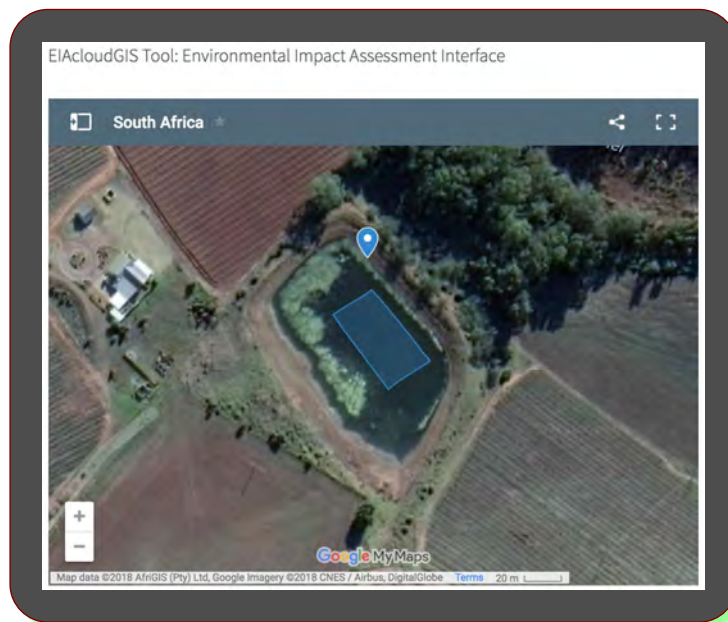 EIAcloudGIS Tool: Environmental Impact Assessment Interface
South Africa
Google My Maps
Map data ©2018 AfriGIS (Pty) Ltd, Google Imagery ©2018 CNES / Airbus, DigitalGlobe Terms 20 m